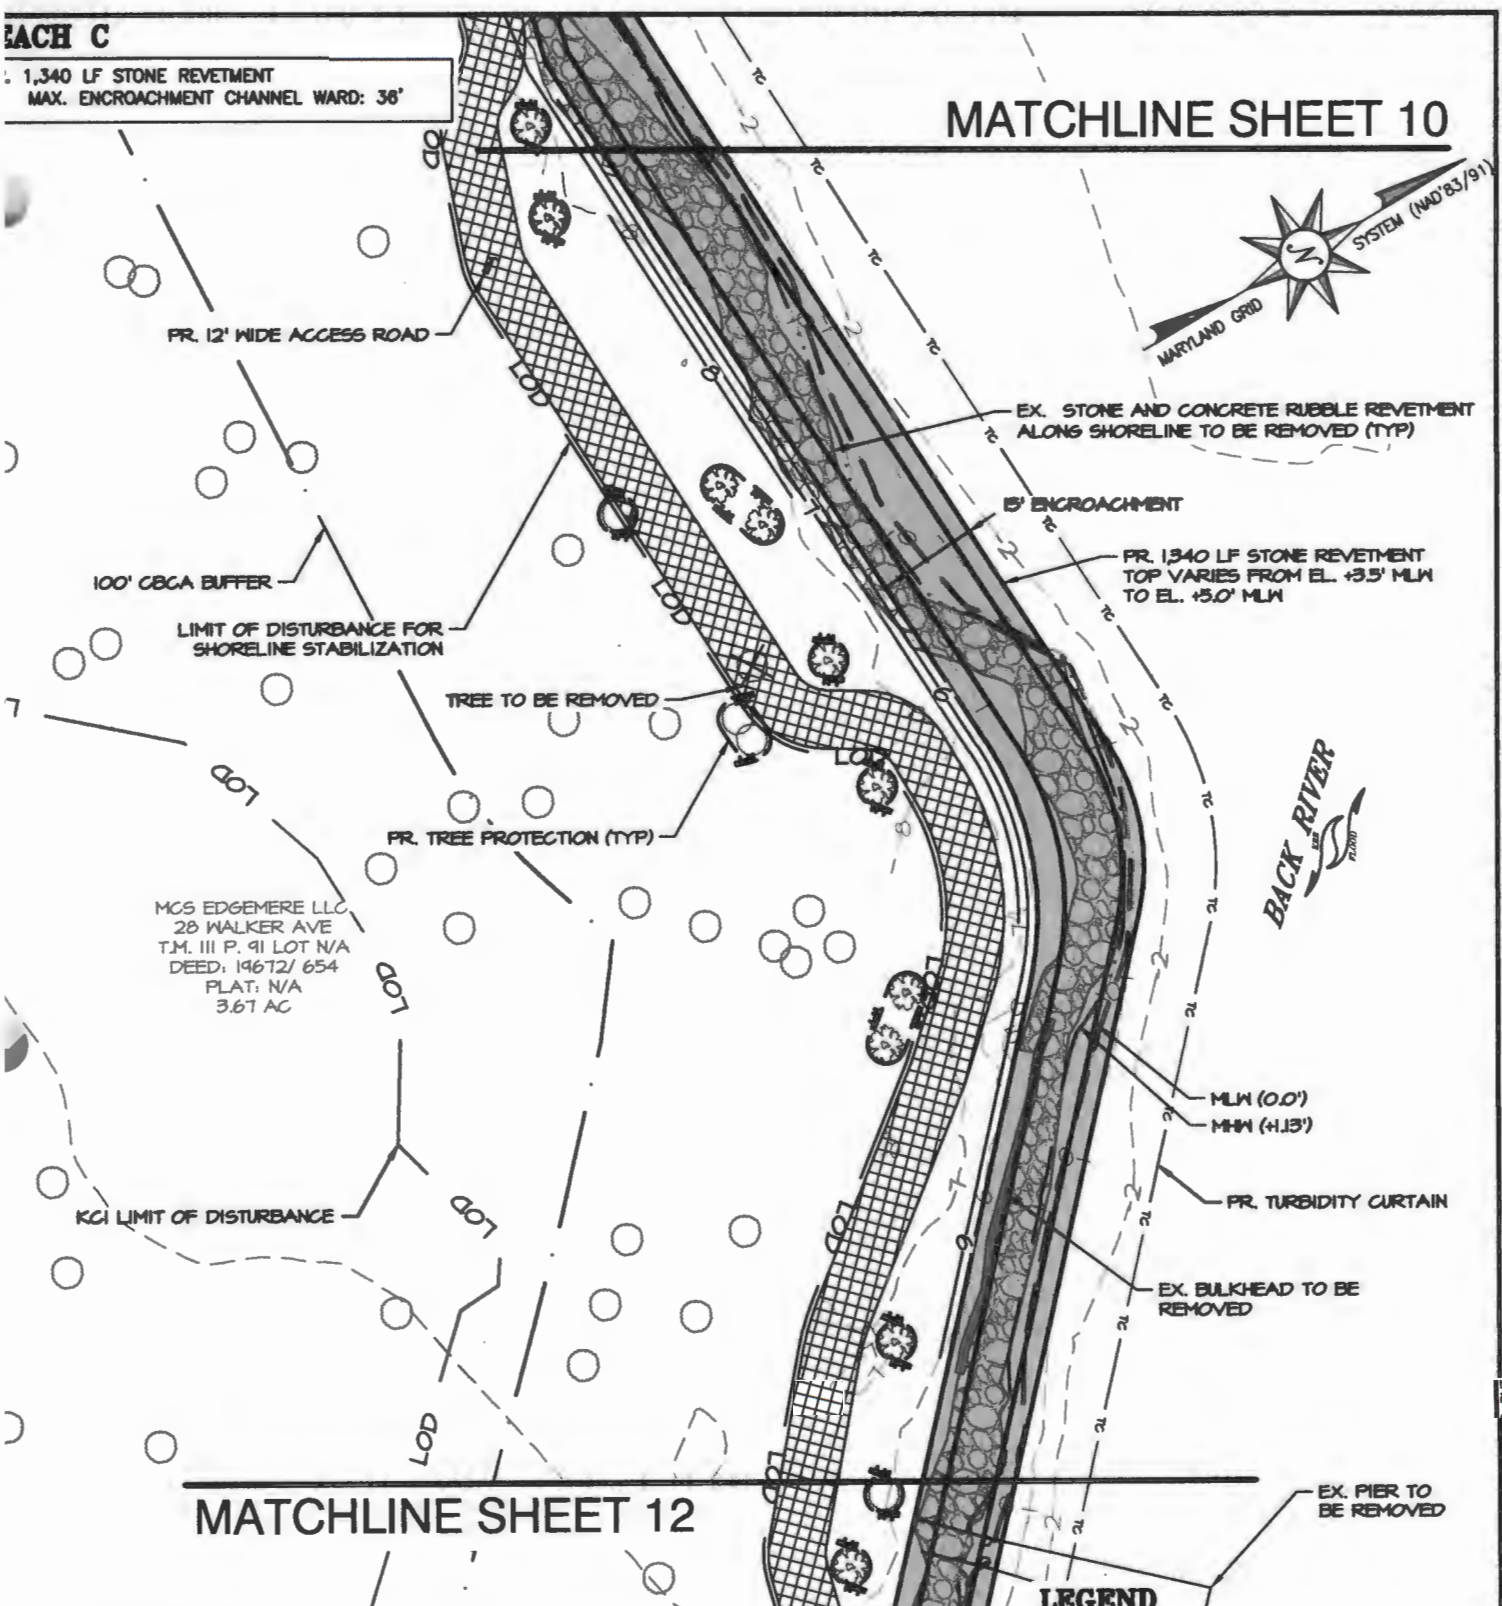 EACH C
. 1,340 LF STONE REVETMENT
MAX. ENCROACHMENT CHANNEL WARD: 36'
MATCHLINE SHEET 10
SYSTEM (NAD'83/91)
N
MARYLAND GRID
PR. 12' WIDE ACCESS ROAD
LOD
EX. STONE AND CONCRETE RUBBLE REVETMENT
ALONG SHORELINE TO BE REMOVED (TYP)
15' ENCROACHMENT
PR. 1,340 LF STONE REVETMENT
TOP VARIES FROM EL. +3.5' MLW
TO EL. +5.0' MLW
100' CBCA BUFFER
LOD
LIMIT OF DISTURBANCE FOR
SHORELINE STABILIZATION
TREE TO BE REMOVED
LOD
LOD
PR. TREE PROTECTION (TYP)
BACK RIVER
EBB
FLOOD
MCS EDGEMERE LLC
28 WALKER AVE
T.M. 111 P. 91 LOT N/A
DEED: 19672/ 654
PLAT: N/A
3.67 AC
LOD
LOD
MLW (0.0')
MHW (+1.13')
PR. TURBIDITY CURTAIN
KCI LIMIT OF DISTURBANCE
LOD
LOD
EX. BULKHEAD TO BE
REMOVED
LOD
LOD
MATCHLINE SHEET 12
EX. PIER TO
BE REMOVED
LEGEND